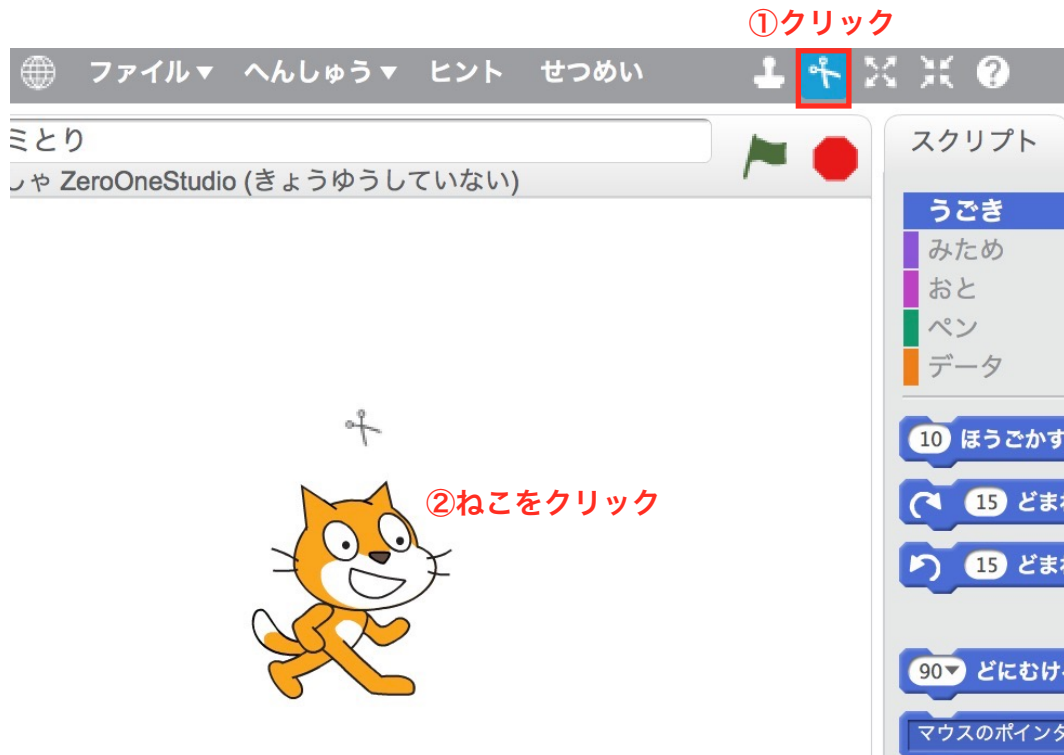 ①クリック
ファイル▼ へんしゅう▼ ヒント せつめい
ミとり
しゃ ZeroOneStudio (きょうゆうしていない)
スクリプト
うごき
みため
おと
ペン
データ
10 ほうごかす
15 どまわ
15 どまわ
②ねこをクリック
90▼ どにむける
マウスのポインタ